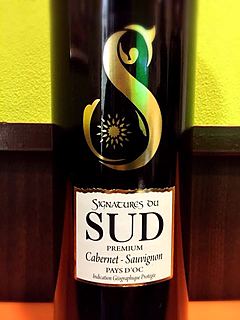 S
SIGNATURES DU
SUD
PREMIUM
Cabernet - Sauvignon
PAYS D'OC
Indication Géographique Protégée